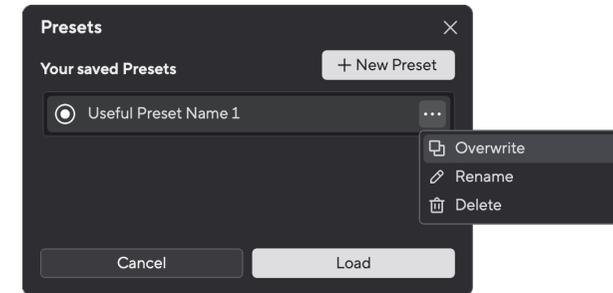 Presets
Your saved Presets
+ New Preset
Useful Preset Name 1
Overwrite
Rename
Delete
Cancel
Load